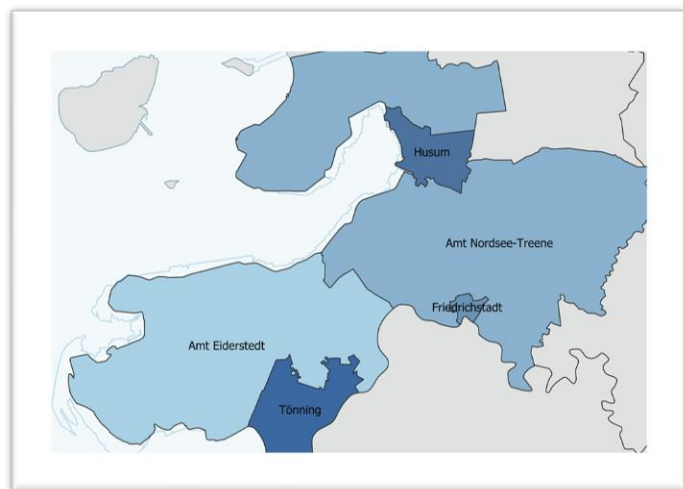 Husum
Amt Nordsee-Treene
Friedrichstadt
Amt Eiderstedt
Tönning